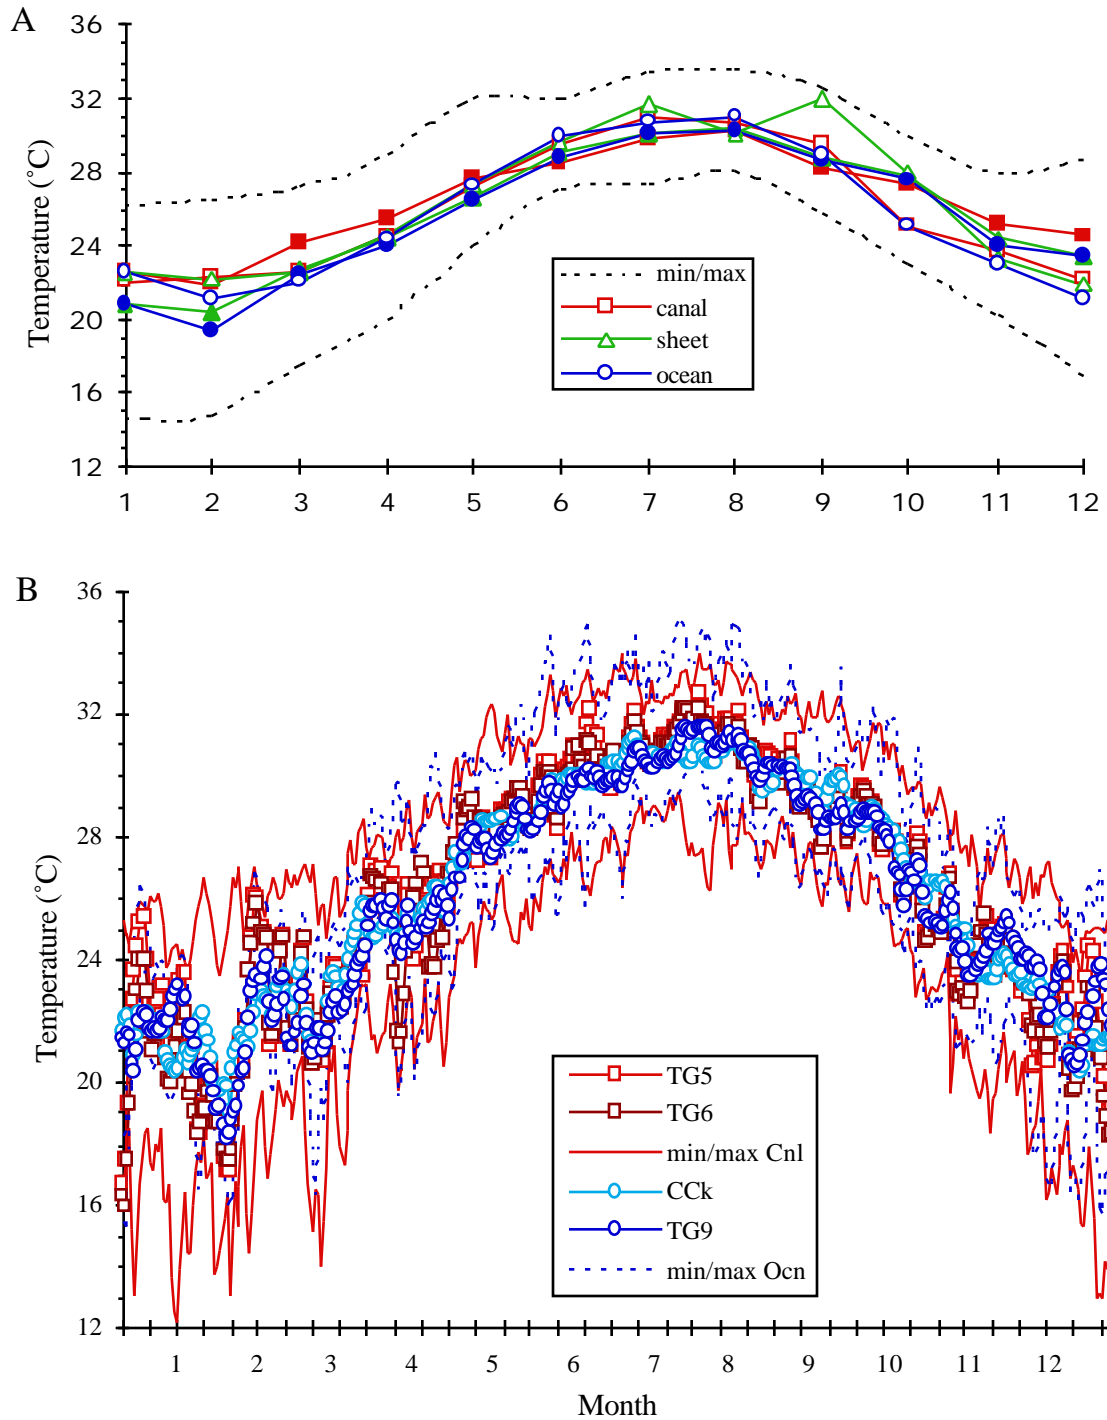 A
Temperature (˚C)
36
32
28
24
20
16
12
min/max
canal
sheet
ocean
1 2 3 4 5 6 7 8 9 10 11 12
B
Temperature (˚C)
36
32
28
24
20
16
12
TG5
TG6
min/max Cnl
CCk
TG9
min/max Ocn
1 2 3 4 5 6 7 8 9 10 11 12
Month